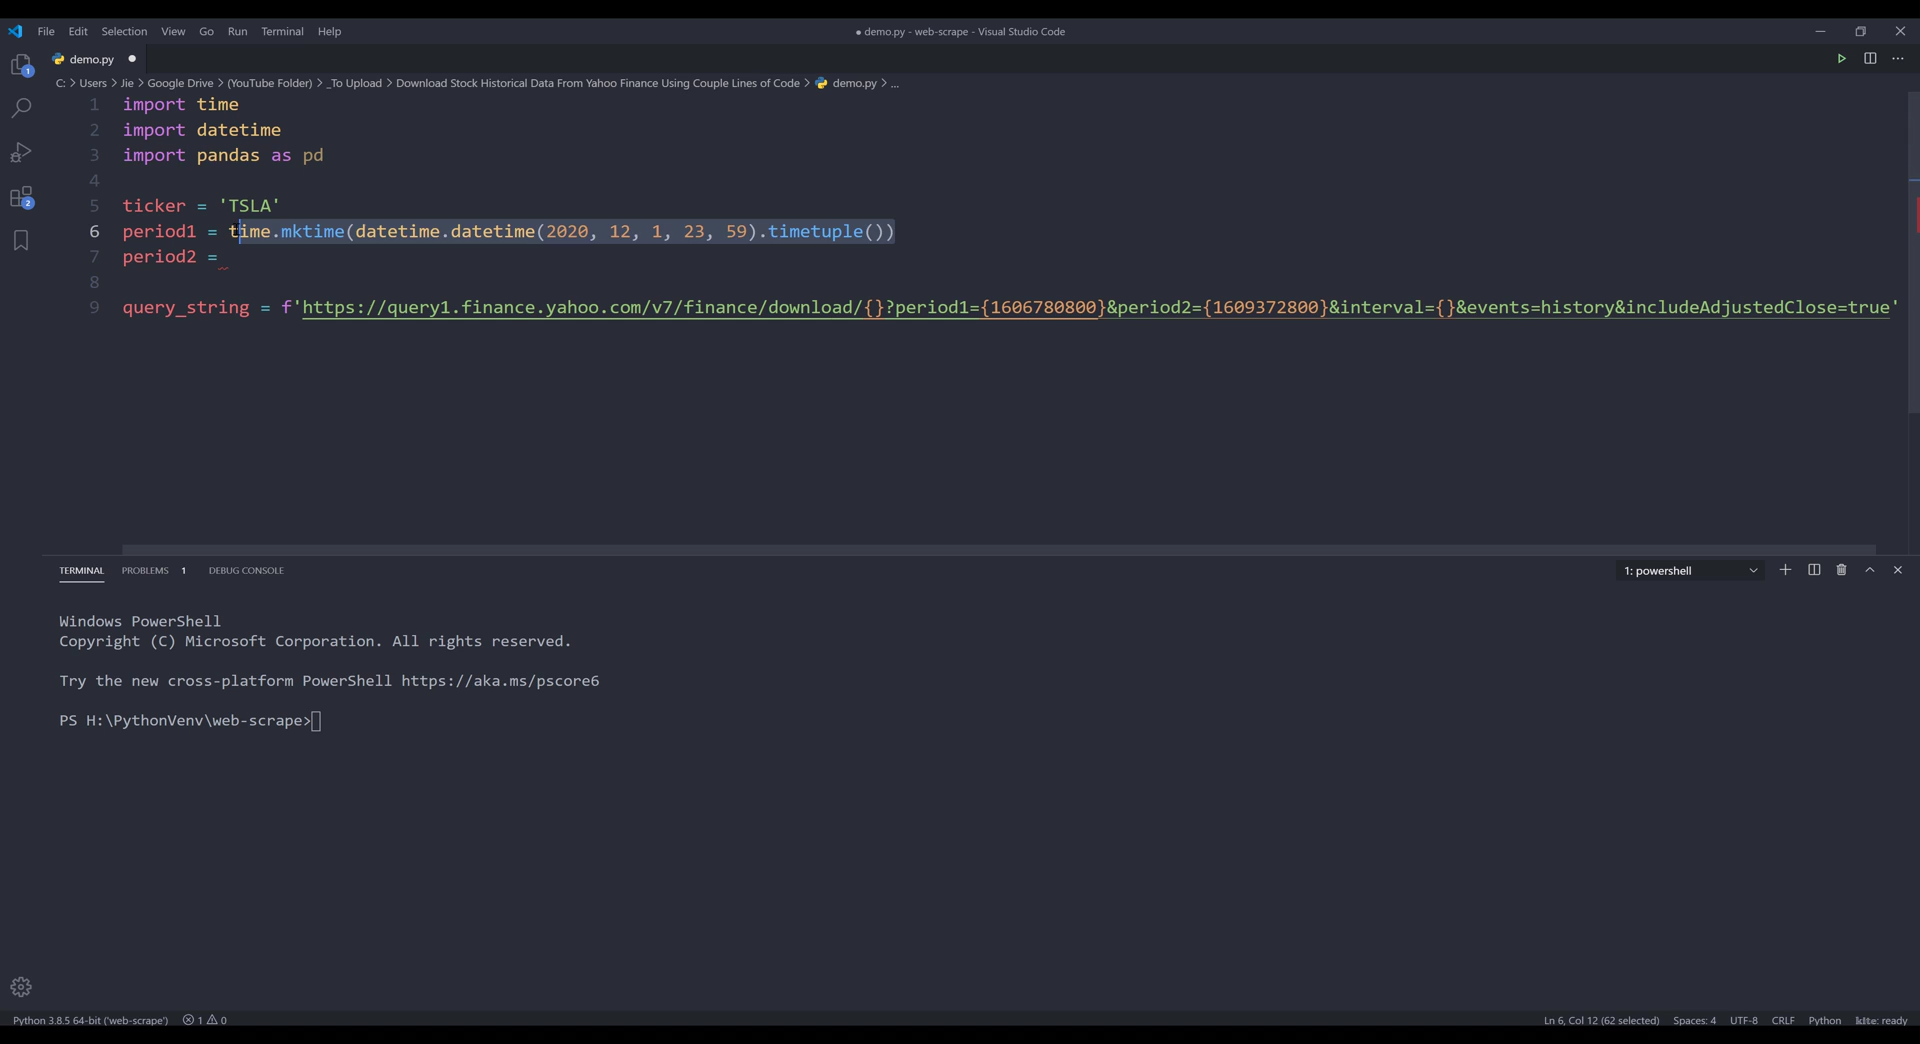 File Edit Selection View Go Run Terminal Help
● demo.py - web-scrape - Visual Studio Code
demo.py
C: > Users > Jie > Google Drive > (YouTube Folder) > _To Upload > Download Stock Historical Data From Yahoo Finance Using Couple Lines of Code > demo.py > ...
1 import time
2 import datetime
3 import pandas as pd
4
5 ticker = 'TSLA'
6 period1 = time.mktime(datetime.datetime(2020, 12, 1, 23, 59).timetuple())
7 period2 =
8
9 query_string = f'https://query1.finance.yahoo.com/v7/finance/download/{}?period1={1606780800}&period2={1609372800}&interval={}&events=history&includeAdjustedClose=true'
TERMINAL PROBLEMS 1 DEBUG CONSOLE
1: powershell
Windows PowerShell
Copyright (C) Microsoft Corporation. All rights reserved.
Try the new cross-platform PowerShell https://aka.ms/pscore6
PS H:\PythonVenv\web-scrape>
Python 3.8.5 64-bit ('web-scrape') 1 0
Ln 6, Col 12 (62 selected) Spaces: 4 UTF-8 CRLF Python kite: ready
1
2